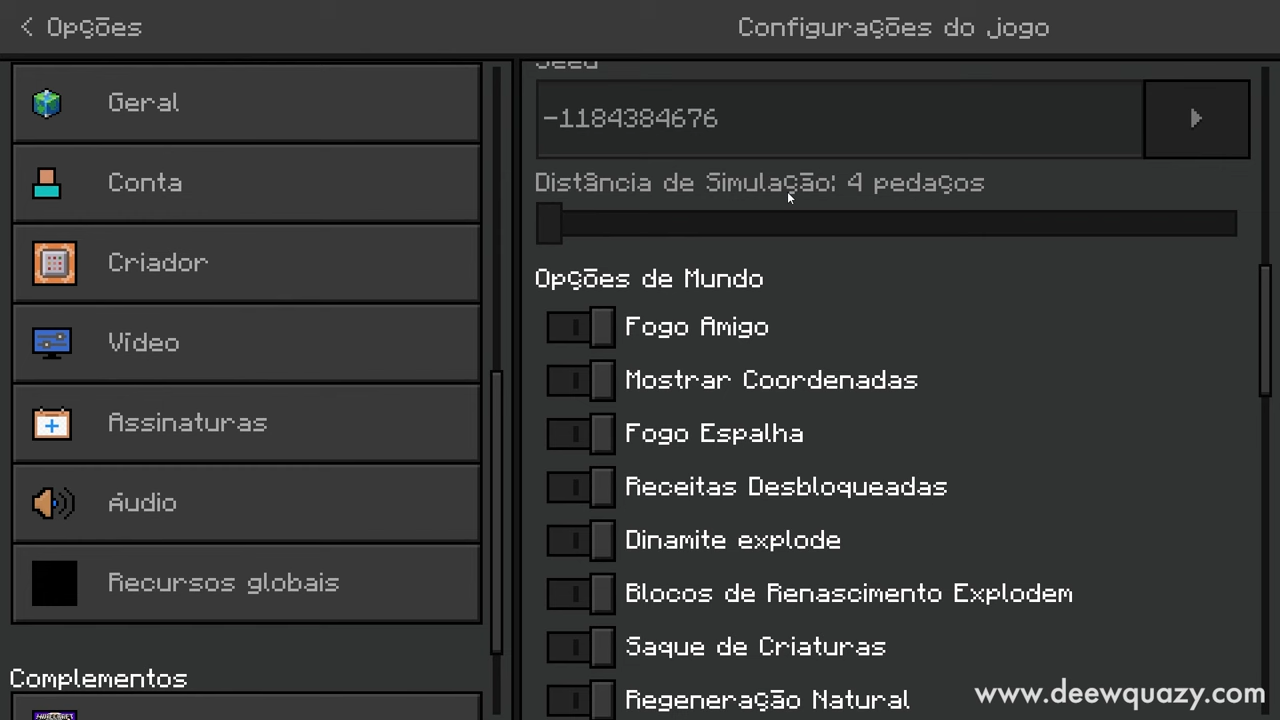 < Opções
Configurações do jogo
Geral
Conta
Criador
Vídeo
Assinaturas
Áudio
Recursos globais
Complementos
Seed
-1184384676
Distância de Simulação: 4 pedaços
Opções de Mundo
Fogo Amigo
Mostrar Coordenadas
Fogo Espalha
Receitas Desbloqueadas
Dinamite explode
Blocos de Renascimento Explodem
Saque de Criaturas
Regeneração Natural
www.deewquazy.com